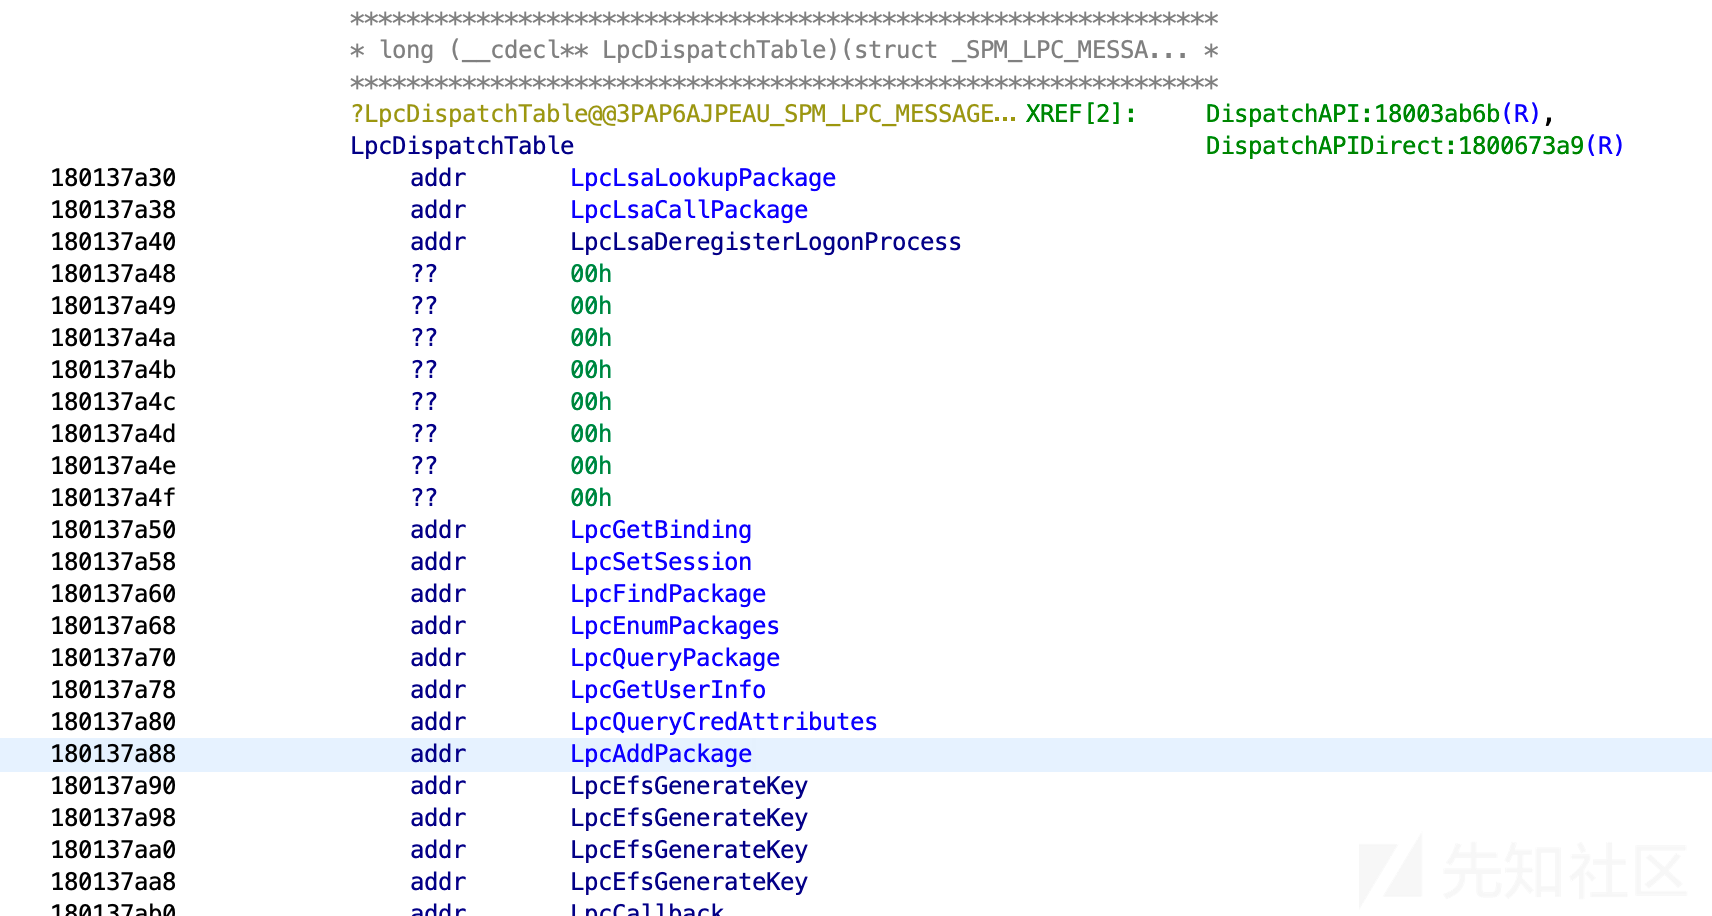 **************************************************************
* long (__cdecl** LpcDispatchTable)(struct _SPM_LPC_MESSA... *
**************************************************************
?LpcDispatchTable@@3PAP6AJPEAU_SPM_LPC_MESSAGE... XREF[2]: DispatchAPI:18003ab6b(R),
LpcDispatchTable DispatchAPIDirect:1800673a9(R)
180137a30 addr LpcLsaLookupPackage
180137a38 addr LpcLsaCallPackage
180137a40 addr LpcLsaDeregisterLogonProcess
180137a48 ?? 00h
180137a49 ?? 00h
180137a4a ?? 00h
180137a4b ?? 00h
180137a4c ?? 00h
180137a4d ?? 00h
180137a4e ?? 00h
180137a4f ?? 00h
180137a50 addr LpcGetBinding
180137a58 addr LpcSetSession
180137a60 addr LpcFindPackage
180137a68 addr LpcEnumPackages
180137a70 addr LpcQueryPackage
180137a78 addr LpcGetUserInfo
180137a80 addr LpcQueryCredAttributes
180137a88 addr LpcAddPackage
180137a90 addr LpcEfsGenerateKey
180137a98 addr LpcEfsGenerateKey
180137aa0 addr LpcEfsGenerateKey
180137aa8 addr LpcEfsGenerateKey
180137ab0 addr LpcCallback
先知社区